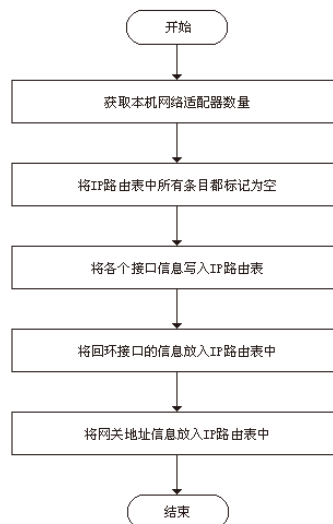 开始
获取本机网络适配器数量
将IP路由表中所有条目都标记为空
将各个接口信息写入IP路由表
将回环接口的信息放入IP路由表中
将网关地址信息放入IP路由表中
结束